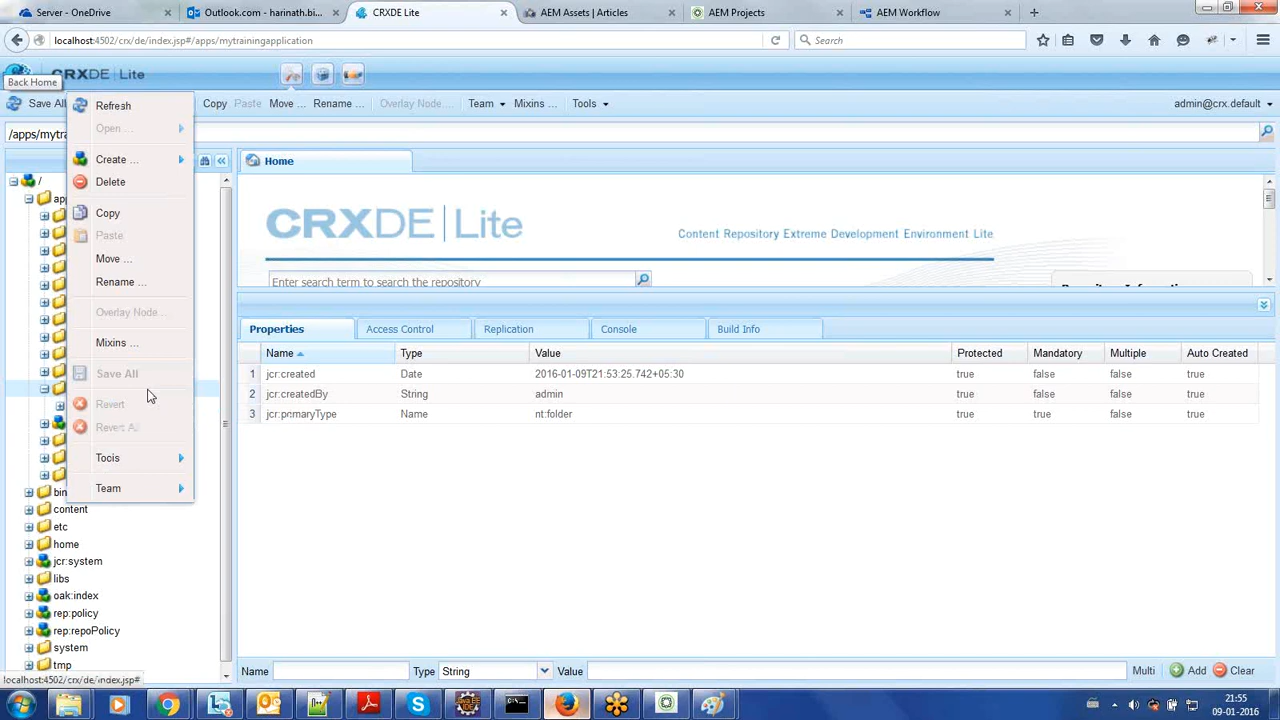 Server - OneDrive × Outlook.com - harinath.bi... × CRXDE Lite × AEM Assets | Articles × AEM Projects × AEM Workflow × +
localhost:4502/crx/de/index.jsp#/apps/mytrainingapplication Search
CRXDE Lite
Back Home
Save All Copy Paste Move ... Rename ... Overlay Node... Team Mixins ... Tools admin@crx.default
/apps/mytra
Refresh
Open ...
Create ...
Delete
Copy
Paste
Move ...
Rename ...
Overlay Node...
Mixins ...
Save All
Revert
Revert A
Tools
Team
/
ap
bin
content
etc
home
jcr:system
libs
oak:index
rep:policy
rep:repoPolicy
system
tmp
localhost:4502/crx/de/index.jsp#
Home
CRXDE | Lite
Content Repository Extreme Development Environment Lite
Enter search term to search the repository
Properties Access Control Replication Console Build Info
Name Type Value Protected Mandatory Multiple Auto Created
1 jcr:created Date 2016-01-09T21:53:25.742+05:30 true false false true
2 jcr:createdBy String admin true false false true
3 jcr:primaryType Name nt:folder true true false true
Name Type String Value Multi Add Clear
21:55
09-01-2016